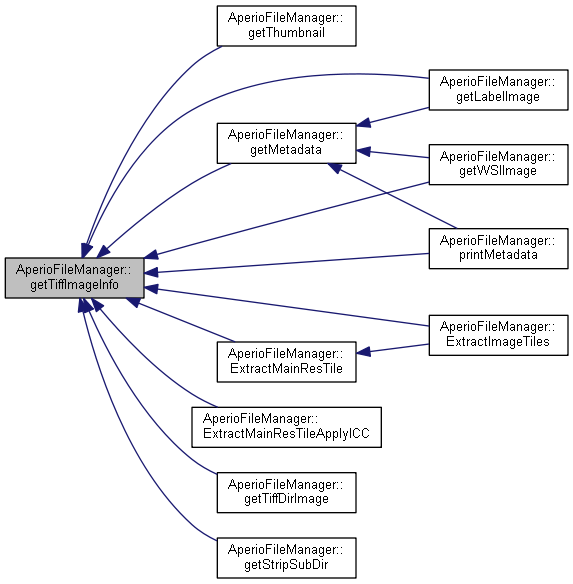 AperioFileManager::
getThumbnail
AperioFileManager::
getLabelImage
AperioFileManager::
getMetadata
AperioFileManager::
getWSIImage
AperioFileManager::
printMetadata
AperioFileManager::
getTiffImageInfo
AperioFileManager::
ExtractImageTiles
AperioFileManager::
ExtractMainResTile
AperioFileManager::
ExtractMainResTileApplyICC
AperioFileManager::
getTiffDirImage
AperioFileManager::
getStripSubDir